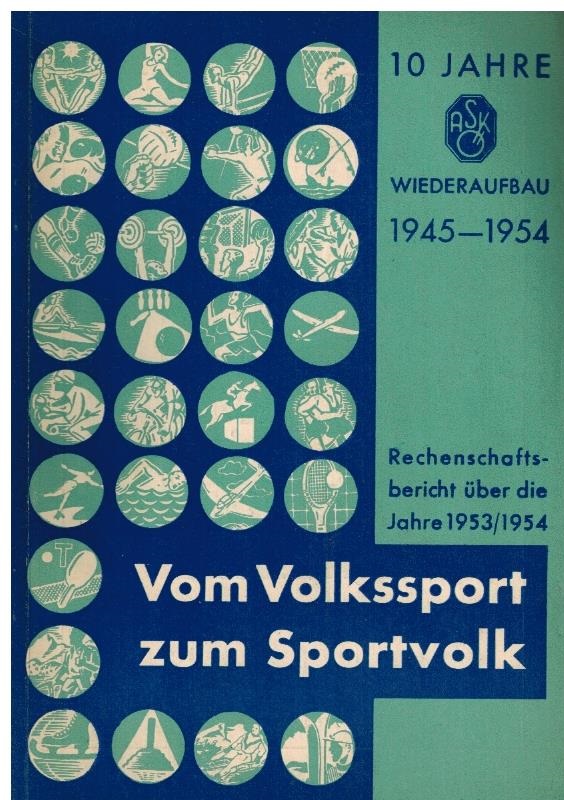 10 JAHRE
ASKÖ
WIEDERAUFBAU
1945—1954
Rechenschafts-
bericht über die
Jahre 1953/1954
T
Vom Volkssport
zum Sportvolk